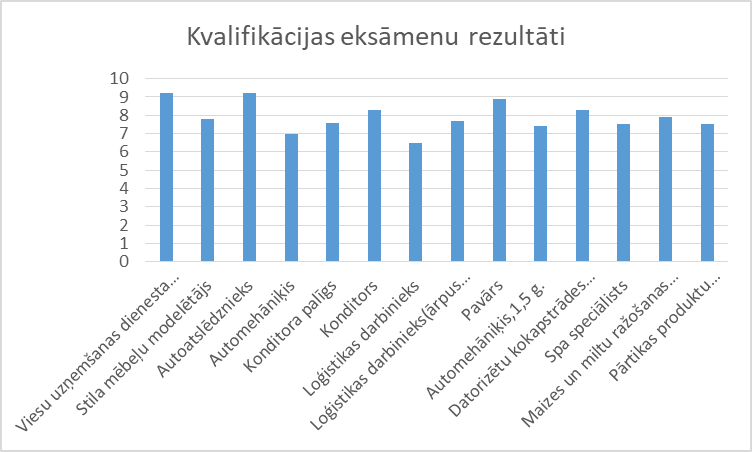 Kvalifikācijas eksāmenu rezultāti
10
9
8
7
6
5
4
3
2
1
0
Viesu uzņemšanas dienesta...
Stila mēbeļu modelētājs
Autoatslēdznieks
Automehāniķis
Konditora palīgs
Konditors
Loģistikas darbinieks
Loģistikas darbinieks(ārpus...
Pavārs
Automehāniķis,1,5 g.
Datorizētu kokapstrādes...
Spa speciālists
Maizes un miltu ražošanas...
Pārtikas produktu...